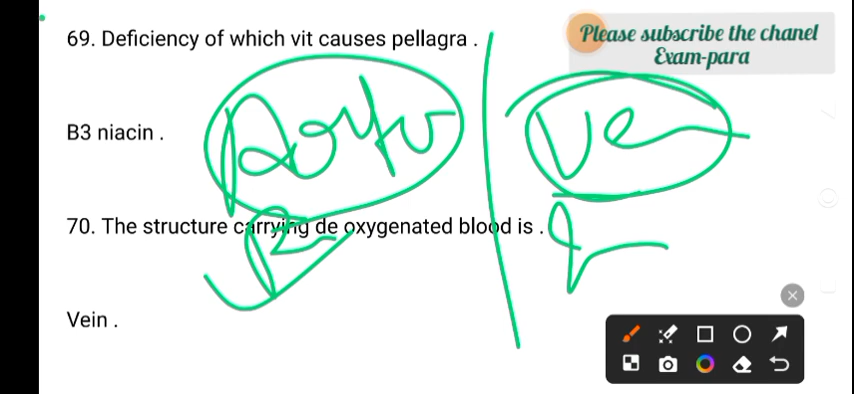 Please subscribe the chanel
Exam-para
69. Deficiency of which vit causes pellagra .
B3 niacin .
70. The structure carrying de oxygenated blood is .
Vein .